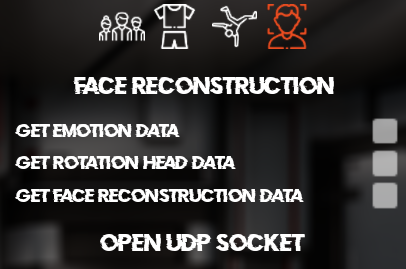 FACE RECONSTRUCTION
GET EMOTION DATA
GET ROTATION HEAD DATA
GET FACE RECONSTRUCTION DATA
OPEN UDP SOCKET